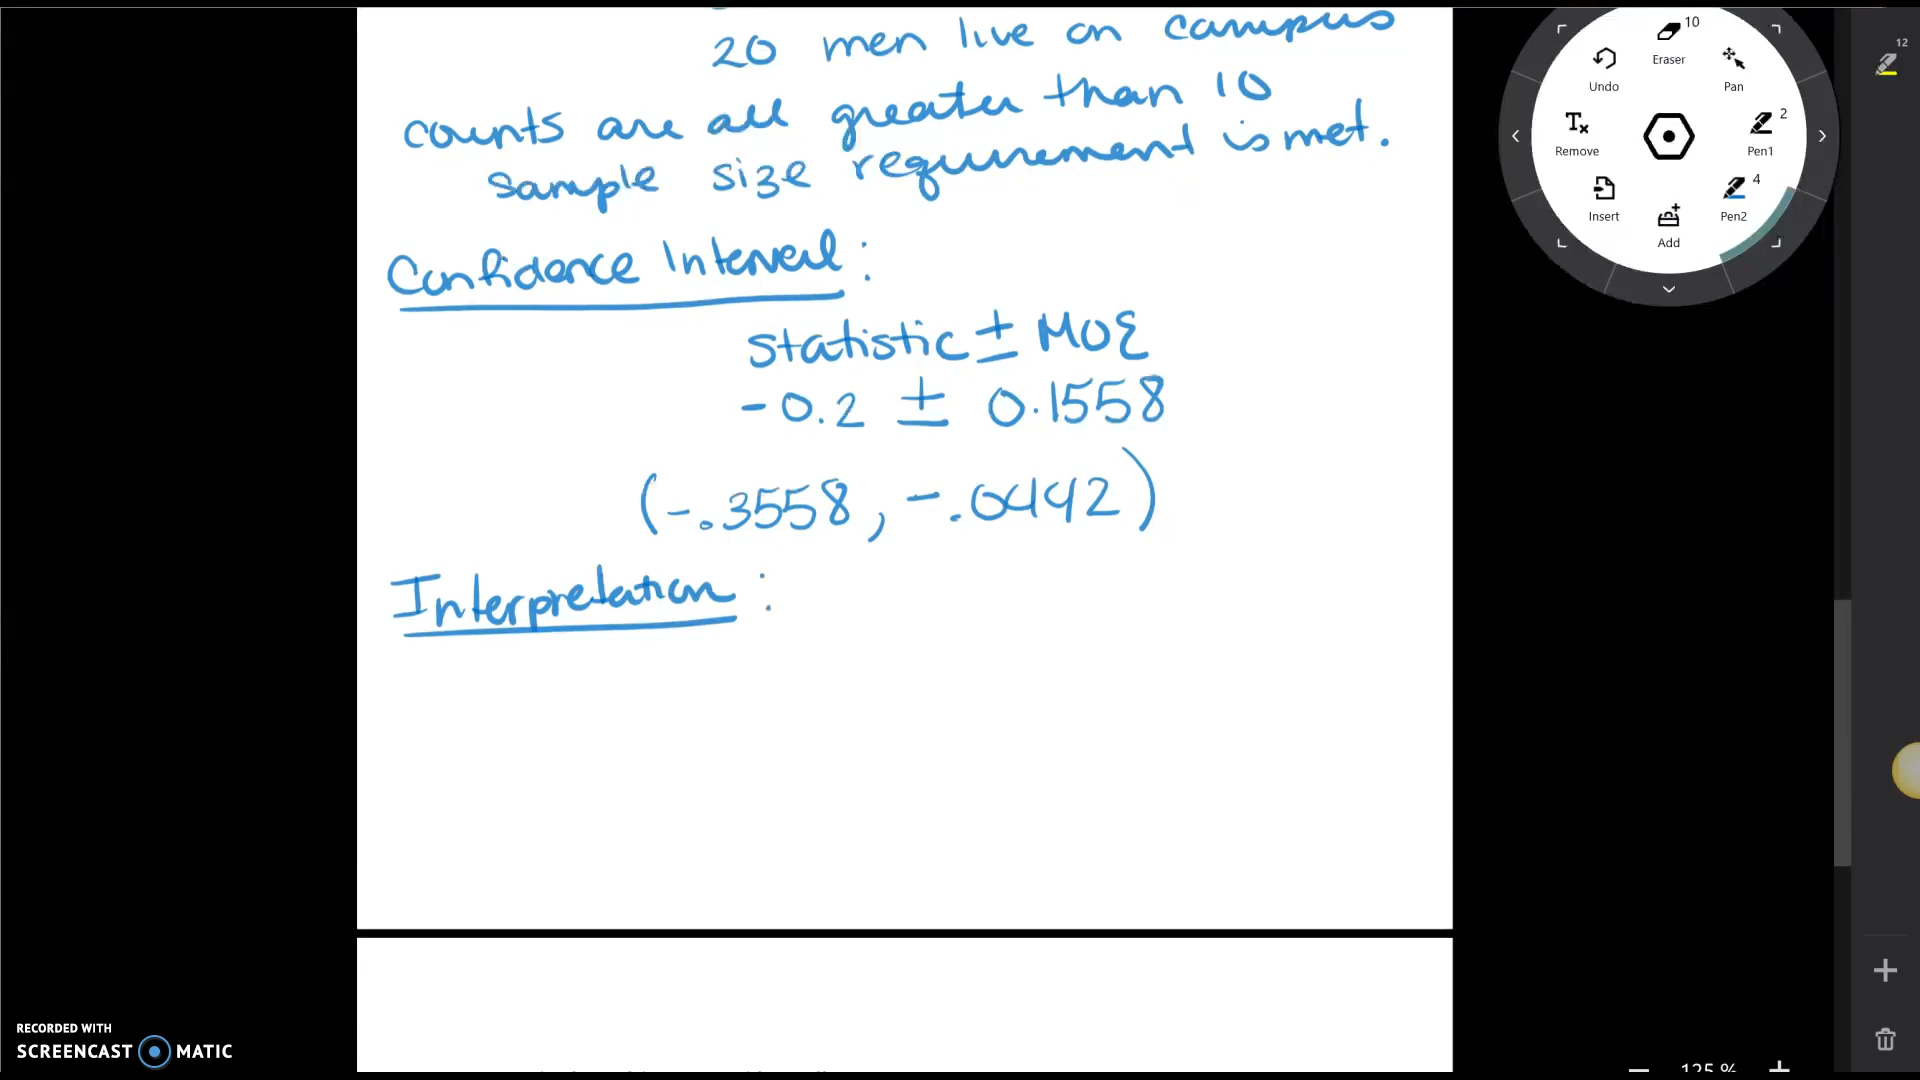 20 men live on campus
counts are all greater than 10
sample size requirement is met.
Confidence Interval:
statistic ± MOE
-0.2 ± 0.1558
(-.3558, -.0442)
Interpretation:
10
Eraser
Undo
Pan
Remove
2
Pen1
Insert
4
Pen2
Add
12
RECORDED WITH
SCREENCAST MATIC
125 %